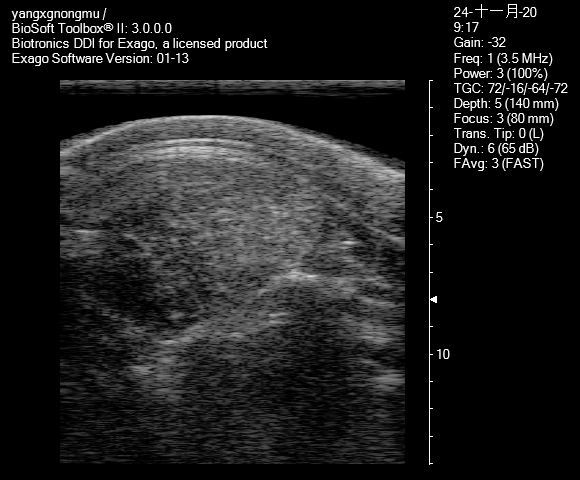 yangxgnongmu /
BioSoft Toolbox® II: 3.0.0.0
Biotronics DDI for Exago, a licensed product
Exago Software Version: 01-13
24-十一月-20
9:17
Gain: -32
Freq: 1 (3.5 MHz)
Power: 3 (100%)
TGC: 72/-16/-64/-72
Depth: 5 (140 mm)
Focus: 3 (80 mm)
Trans. Tip: 0 (L)
Dyn.: 6 (65 dB)
FAvg: 3 (FAST)
5
10